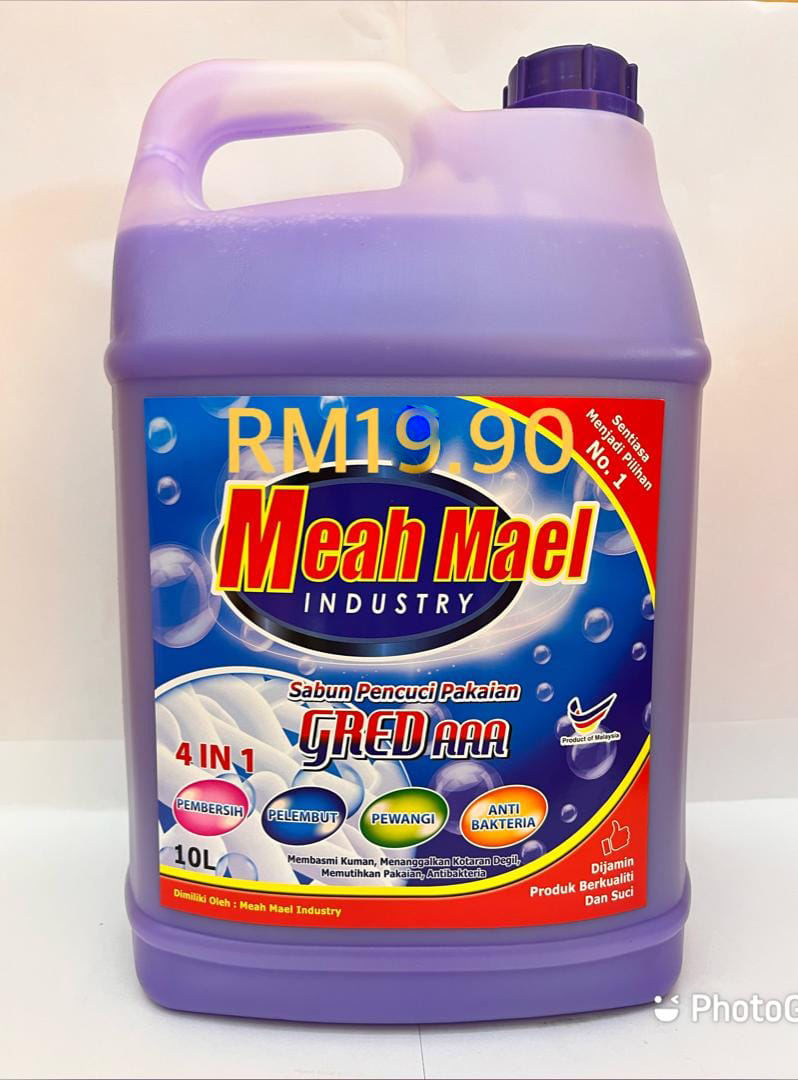 RM19.90
Sentiasa
Menjadi Pilihan
No. 1
Meah Mael
INDUSTRY
Sabun Pencuci Pakaian
GRED AAA
Product of Malaysia
4 IN 1
PEMBERSIH
PELEMBUT
PEWANGI
ANTI
BAKTERIA
10L
Membasmi Kuman, Menanggalkan Kotaran Degil,
Memutihkan Pakaian, Antibakteria
Dijamin
Produk Berkualiti
Dan Suci
Dimiliki Oleh : Meah Mael Industry
PhotoG